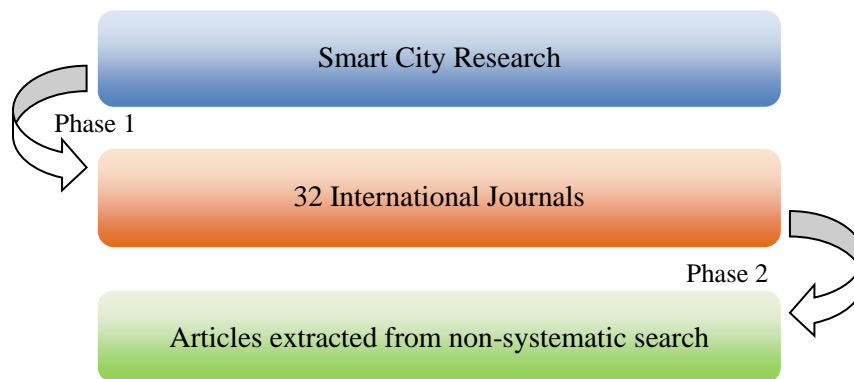 Smart City Research
Phase 1
32 International Journals
Phase 2
Articles extracted from non-systematic search